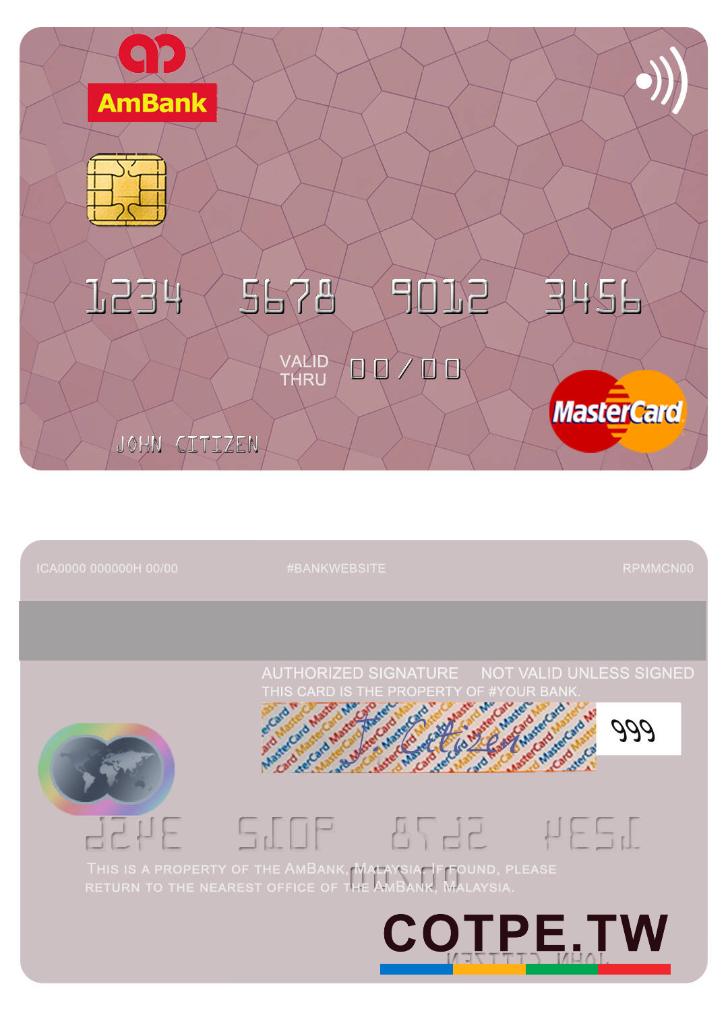 AmBank
1234 5678 9012 3456
VALID
THRU 00/00
MasterCard
JOHN CITIZEN
ICA0000 000000H 00/00 #BANKWEBSITE RPMMCN00
AUTHORIZED SIGNATURE NOT VALID UNLESS SIGNED
THIS CARD IS THE PROPERTY OF #YOUR BANK.
J Citizen 999
THIS IS A PROPERTY OF THE AMBANK, MALAYSIA. IF FOUND, PLEASE
RETURN TO THE NEAREST OFFICE OF THE AMBANK, MALAYSIA.
COTPE.TW